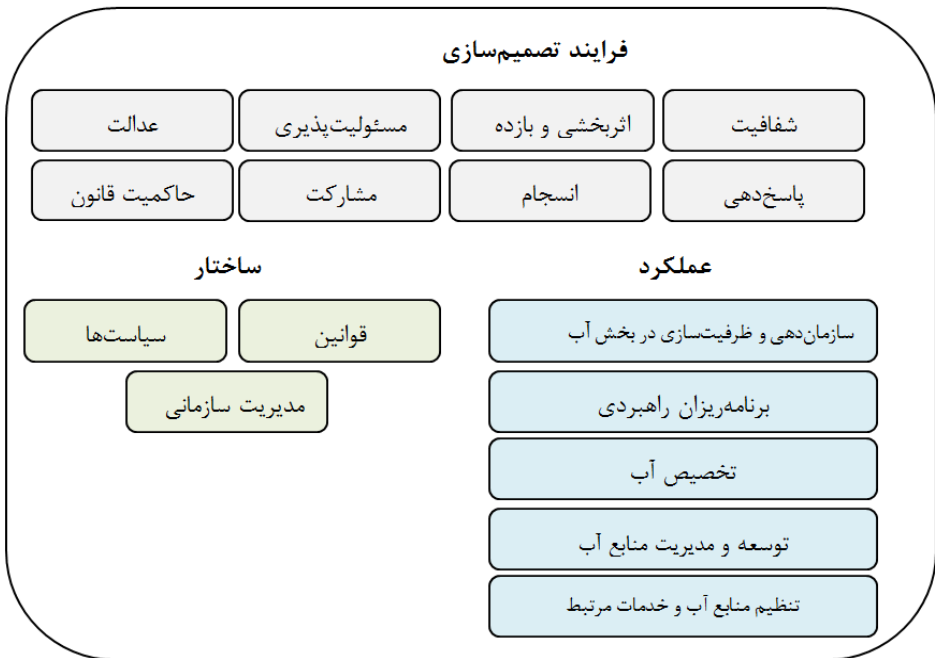 فرایند تصمیم‌سازی
شفافیت
اثربخشی و بازده
مسئولیت‌پذیری
عدالت
پاسخ‌دهی
انسجام
مشارکت
حاکمیت قانون
عملکرد
سازمان‌دهی و ظرفیت‌سازی در بخش آب
برنامه‌ریزان راهبردی
تخصیص آب
توسعه و مدیریت منابع آب
تنظیم منابع آب و خدمات مرتبط
ساختار
قوانین
سیاست‌ها
مدیریت سازمانی